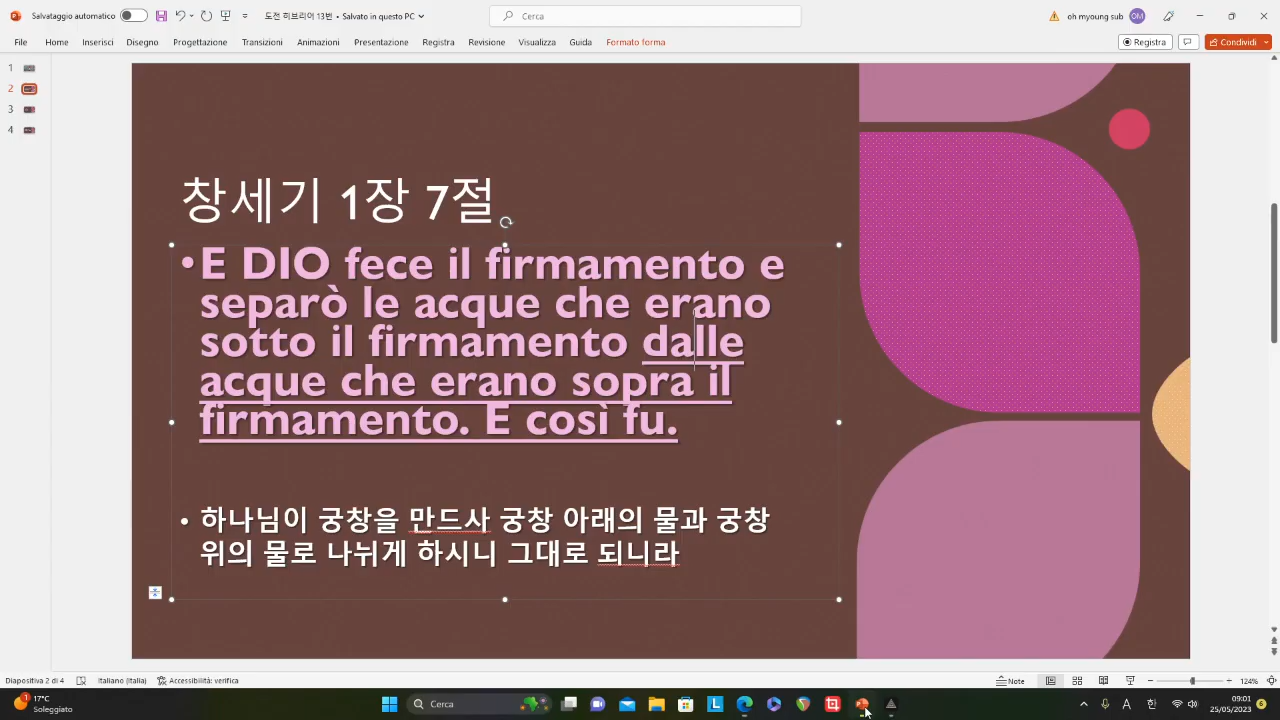 Salvataggio automatico
도전 히브리어 13번 • Salvato in questo PC
Cerca
oh myoung sub
OM
File
Home
Inserisci
Disegno
Progettazione
Transizioni
Animazioni
Presentazione
Registra
Revisione
Visualizza
Guida
Formato forma
Registra
Condividi
1
2
3
4
창세기 1장 7절
•E DIO fece il firmamento e
separò le acque che erano
sotto il firmamento dalle
acque che erano sopra il
firmamento. E così fu.
• 하나님이 궁창을 만드사 궁창 아래의 물과 궁창
위의 물로 나뉘게 하시니 그대로 되니라
Diapositiva 2 di 4
Italiano (Italia)
Accessibilità: verifica
Note
124%
1
17°C
Soleggiato
Cerca
L
A
09:01
25/05/2023
6